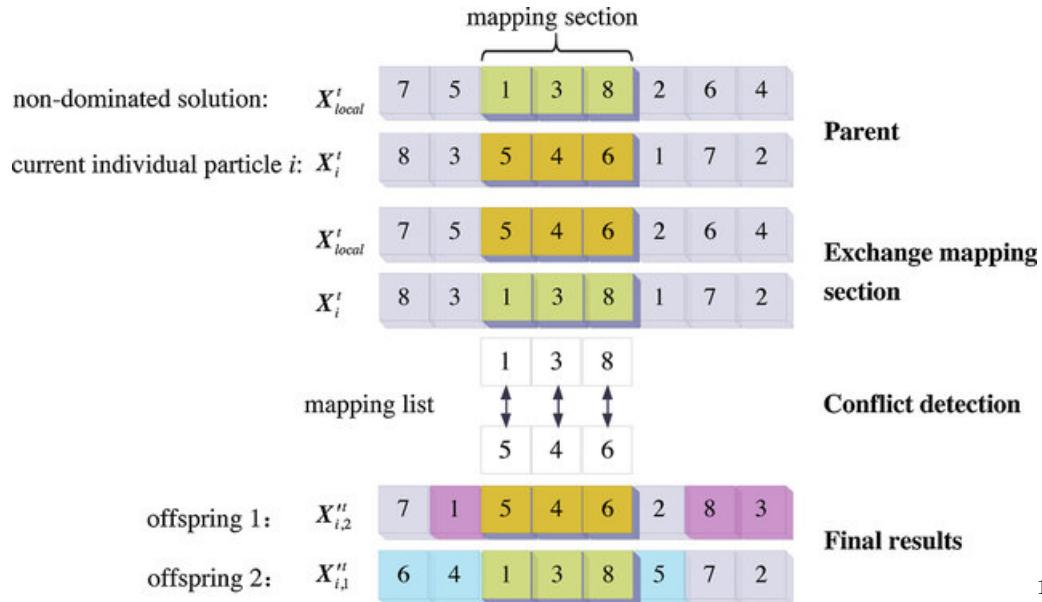 mapping section
non-dominated solution: X^t_local 7 5 1 3 8 2 6 4
Parent
current individual particle i: X^t_i 8 3 5 4 6 1 7 2
X^t_local 7 5 5 4 6 2 6 4
Exchange mapping
section
X^t_i 8 3 1 3 8 1 7 2
1 3 8
mapping list
Conflict detection
5 4 6
offspring 1: X'^t_i,2 7 1 5 4 6 2 8 3
Final results
offspring 2: X'^t_i,1 6 4 1 3 8 5 7 2
1